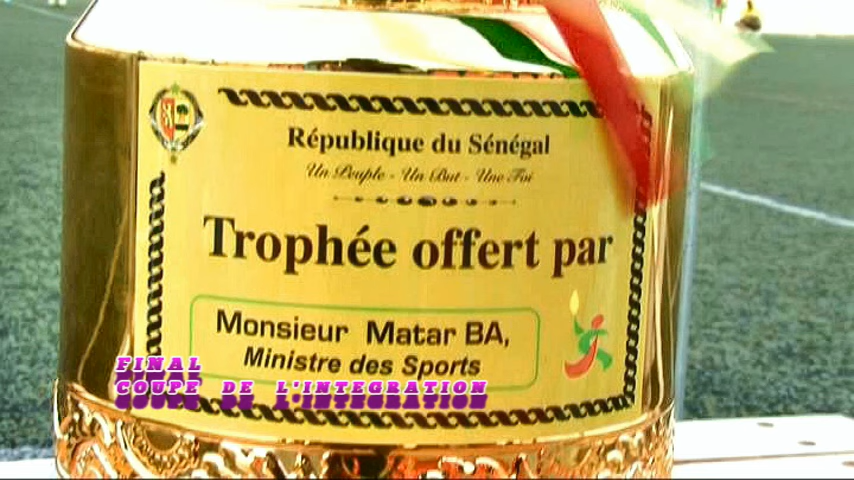 République du Sénégal
Un Peuple - Un But - Une Foi
Trophée offert par
Monsieur Matar BA,
Ministre des Sports
FINAL
COUPE DE L'INTEGRATION